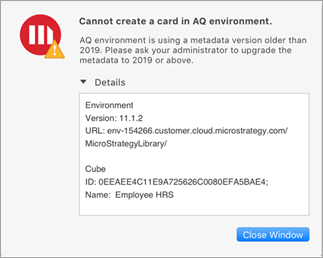 Cannot create a card in AQ environment.
AQ environment is using a metadata version older than
2019. Please ask your administrator to upgrade the
metadata to 2019 or above.
Details
Environment
Version: 11.1.2
URL: env-154266.customer.cloud.microstrategy.com/
MicroStrategyLibrary/
Cube
ID: 0EEAEE4C11E9A725626C0080EFA5BAE4;
Name: Employee HRS
Close Window